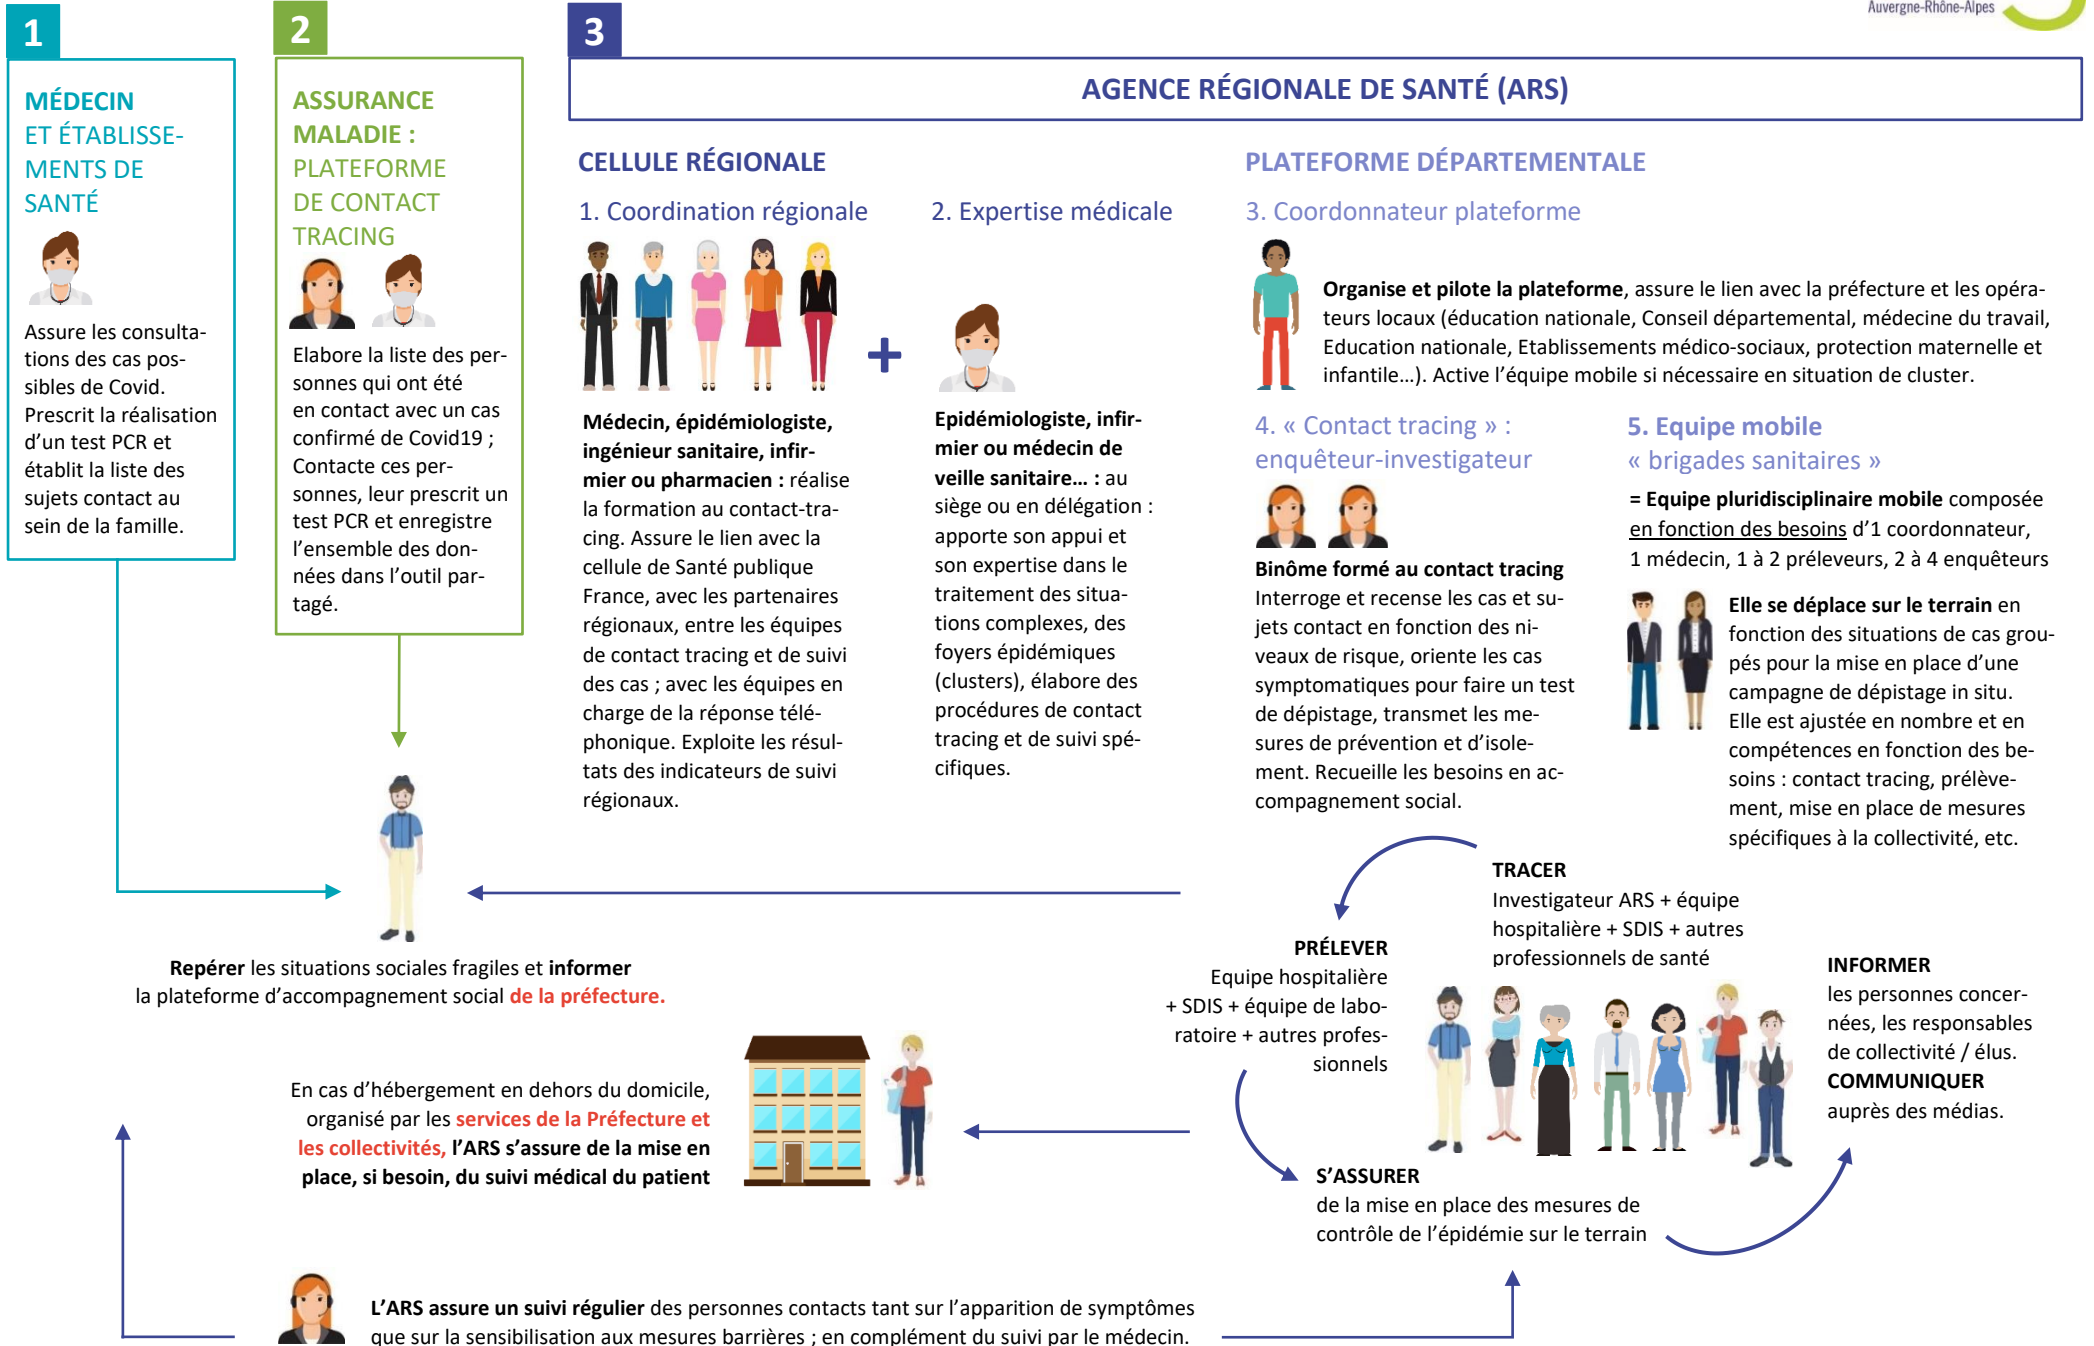 Auvergne-Rhône-Alpes
1
MÉDECIN
ET ÉTABLISSE-
MENTS DE
SANTÉ
Assure les consulta-
tions des cas pos-
sibles de Covid.
Prescrit la réalisation
d'un test PCR et
établit la liste des
sujets contact au
sein de la famille.
2
ASSURANCE
MALADIE :
PLATEFORME
DE CONTACT
TRACING
Elabore la liste des per-
sonnes qui ont été
en contact avec un cas
confirmé de Covid19 ;
Contacte ces per-
sonnes, leur prescrit un
test PCR et enregistre
l'ensemble des don-
nées dans l'outil par-
tagé.
3
AGENCE RÉGIONALE DE SANTÉ (ARS)
CELLULE RÉGIONALE
1. Coordination régionale
Médecin, épidémiologiste,
ingénieur sanitaire, infir-
mier ou pharmacien : réalise
la formation au contact-tra-
cing. Assure le lien avec la
cellule de Santé publique
France, avec les partenaires
régionaux, entre les équipes
de contact tracing et de suivi
des cas ; avec les équipes en
charge de la réponse télé-
phonique. Exploite les résul-
tats des indicateurs de suivi
régionaux.
+
2. Expertise médicale
Epidémiologiste, infir-
mier ou médecin de
veille sanitaire... : au
siège ou en délégation :
apporte son appui et
son expertise dans le
traitement des situa-
tions complexes, des
foyers épidémiques
(clusters), élabore des
procédures de contact
tracing et de suivi spé-
cifiques.
PLATEFORME DÉPARTEMENTALE
3. Coordonnateur plateforme
Organise et pilote la plateforme, assure le lien avec la préfecture et les opéra-
teurs locaux (éducation nationale, Conseil départemental, médecine du travail,
Education nationale, Etablissements médico-sociaux, protection maternelle et
infantile...). Active l'équipe mobile si nécessaire en situation de cluster.
4. « Contact tracing » :
enquêteur-investigateur
Binôme formé au contact tracing
Interroge et recense les cas et su-
jets contact en fonction des ni-
veaux de risque, oriente les cas
symptomatiques pour faire un test
de dépistage, transmet les me-
sures de prévention et d'isole-
ment. Recueille les besoins en ac-
compagnement social.
5. Equipe mobile
« brigades sanitaires »
= Equipe pluridisciplinaire mobile composée
en fonction des besoins d'1 coordonnateur,
1 médecin, 1 à 2 préleveurs, 2 à 4 enquêteurs
Elle se déplace sur le terrain en
fonction des situations de cas grou-
pés pour la mise en place d'une
campagne de dépistage in situ.
Elle est ajustée en nombre et en
compétences en fonction des be-
soins : contact tracing, prélève-
ment, mise en place de mesures
spécifiques à la collectivité, etc.
TRACER
Investigateur ARS + équipe
hospitalière + SDIS + autres
professionnels de santé
PRÉLEVER
Equipe hospitalière
+ SDIS + équipe de labo-
ratoire + autres profes-
sionnels
S'ASSURER
de la mise en place des mesures de
contrôle de l'épidémie sur le terrain
INFORMER
les personnes concer-
nées, les responsables
de collectivité / élus.
COMMUNIQUER
auprès des médias.
Repérer les situations sociales fragiles et informer
la plateforme d'accompagnement social de la préfecture.
En cas d'hébergement en dehors du domicile,
organisé par les services de la Préfecture et
les collectivités, l'ARS s'assure de la mise en
place, si besoin, du suivi médical du patient
L'ARS assure un suivi régulier des personnes contacts tant sur l'apparition de symptômes
que sur la sensibilisation aux mesures barrières ; en complément du suivi par le médecin.